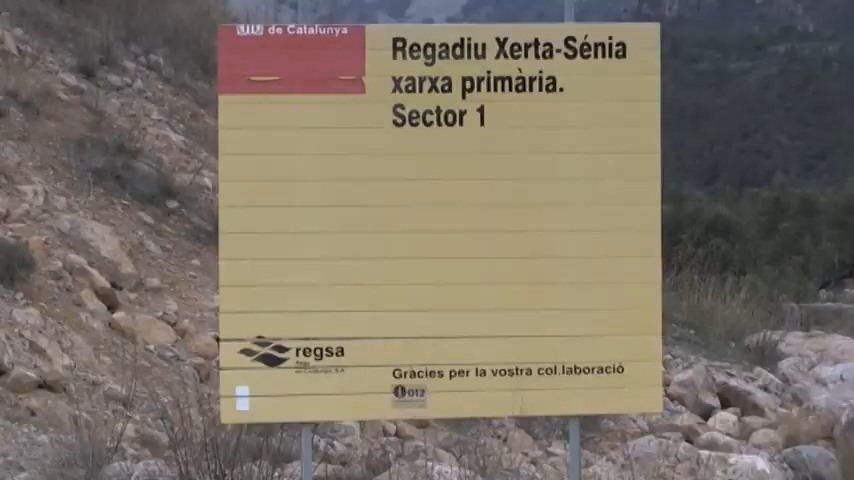 de Catalunya
Regadiu Xerta-Sénia
xarxa primària.
Sector 1
regsa
Gràcies per la vostra col.laboració
012